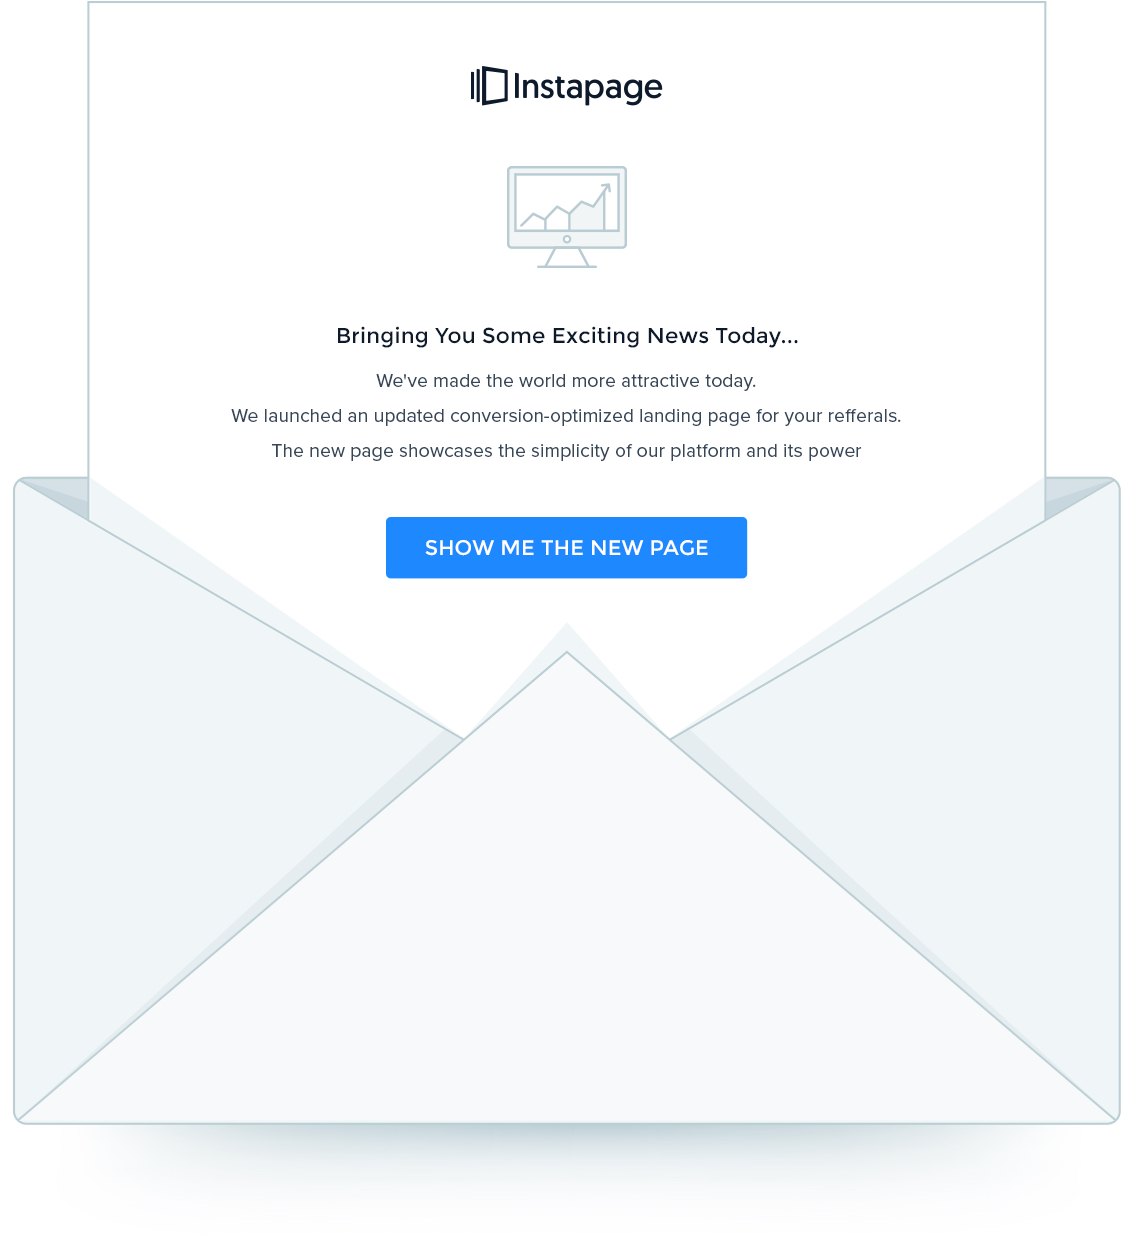 Instapage
Bringing You Some Exciting News Today...
We've made the world more attractive today.
We launched an updated conversion-optimized landing page for your refferals.
The new page showcases the simplicity of our platform and its power
SHOW ME THE NEW PAGE